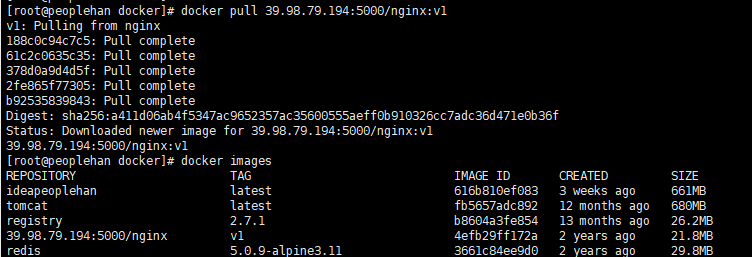 [root@peoplehan docker]# docker pull 39.98.79.194:5000/nginx:v1
v1: Pulling from nginx
188c0c94c7c5: Pull complete
61c2c0635c35: Pull complete
378d0a9d4d5f: Pull complete
2fe865f77305: Pull complete
b92535839843: Pull complete
Digest: sha256:a411d06ab4f5347ac9652357ac35600555aeff0b910326cc7adc36d471e0b36f
Status: Downloaded newer image for 39.98.79.194:5000/nginx:v1
39.98.79.194:5000/nginx:v1
[root@peoplehan docker]# docker images
REPOSITORY TAG IMAGE ID CREATED SIZE
ideapeoplehan latest 616b810ef083 3 weeks ago 661MB
tomcat latest fb5657adc892 12 months ago 680MB
registry 2.7.1 b8604a3fe854 13 months ago 26.2MB
39.98.79.194:5000/nginx v1 4efb29ff172a 2 years ago 21.8MB
redis 5.0.9-alpine3.11 3661c84ee9d0 2 years ago 29.8MB